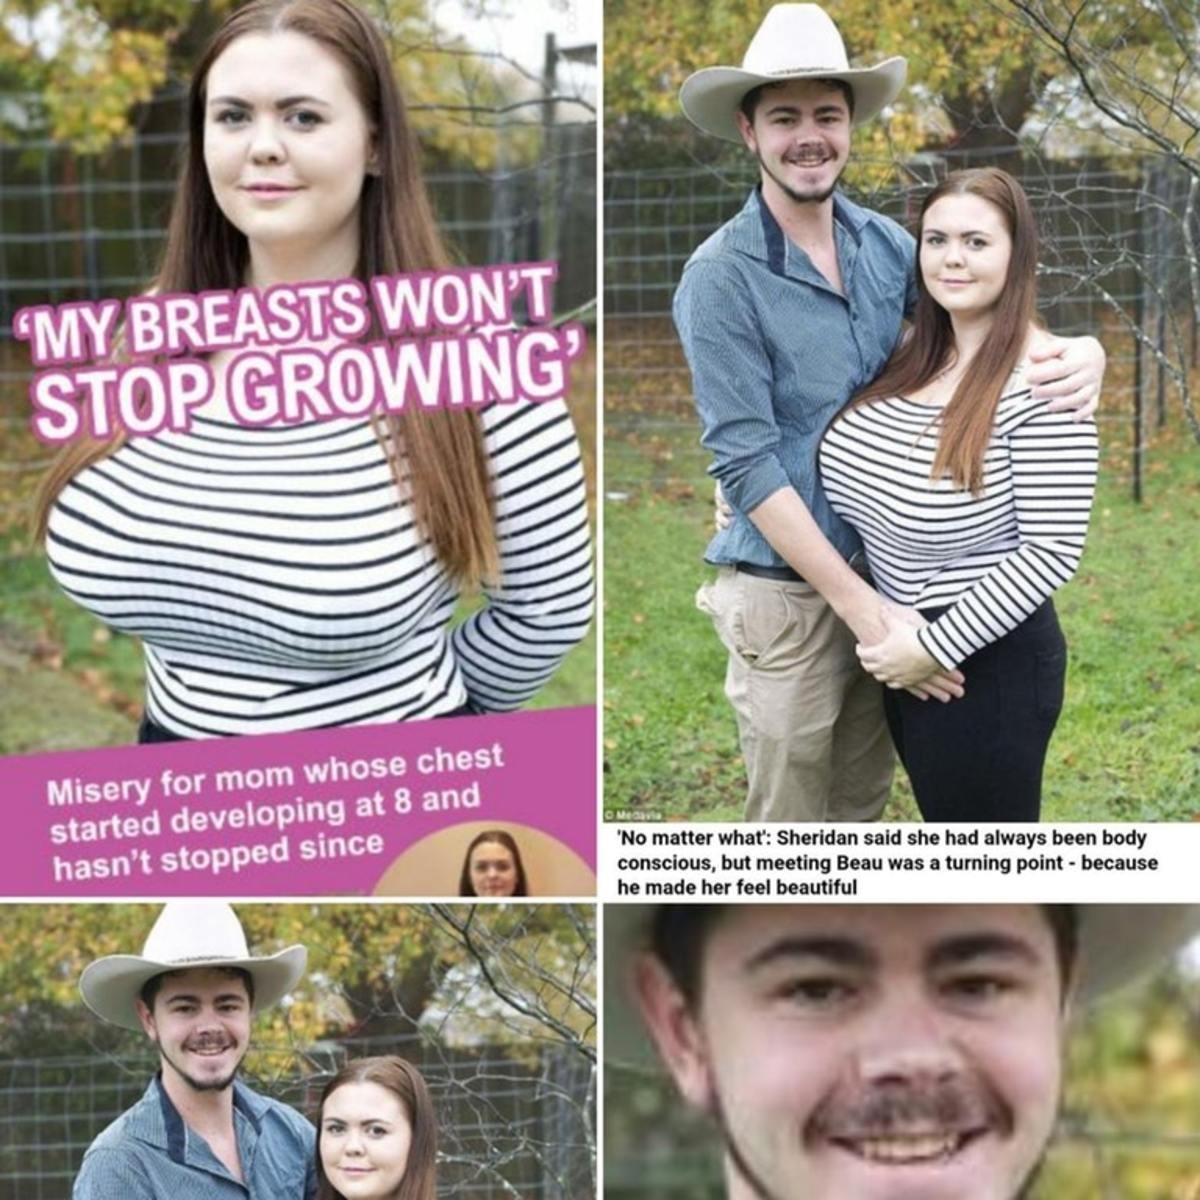 'MY BREASTS WON'T
STOP GROWING'
Misery for mom whose chest
started developing at 8 and
hasn't stopped since
© Medavia
'No matter what': Sheridan said she had always been body
conscious, but meeting Beau was a turning point - because
he made her feel beautiful